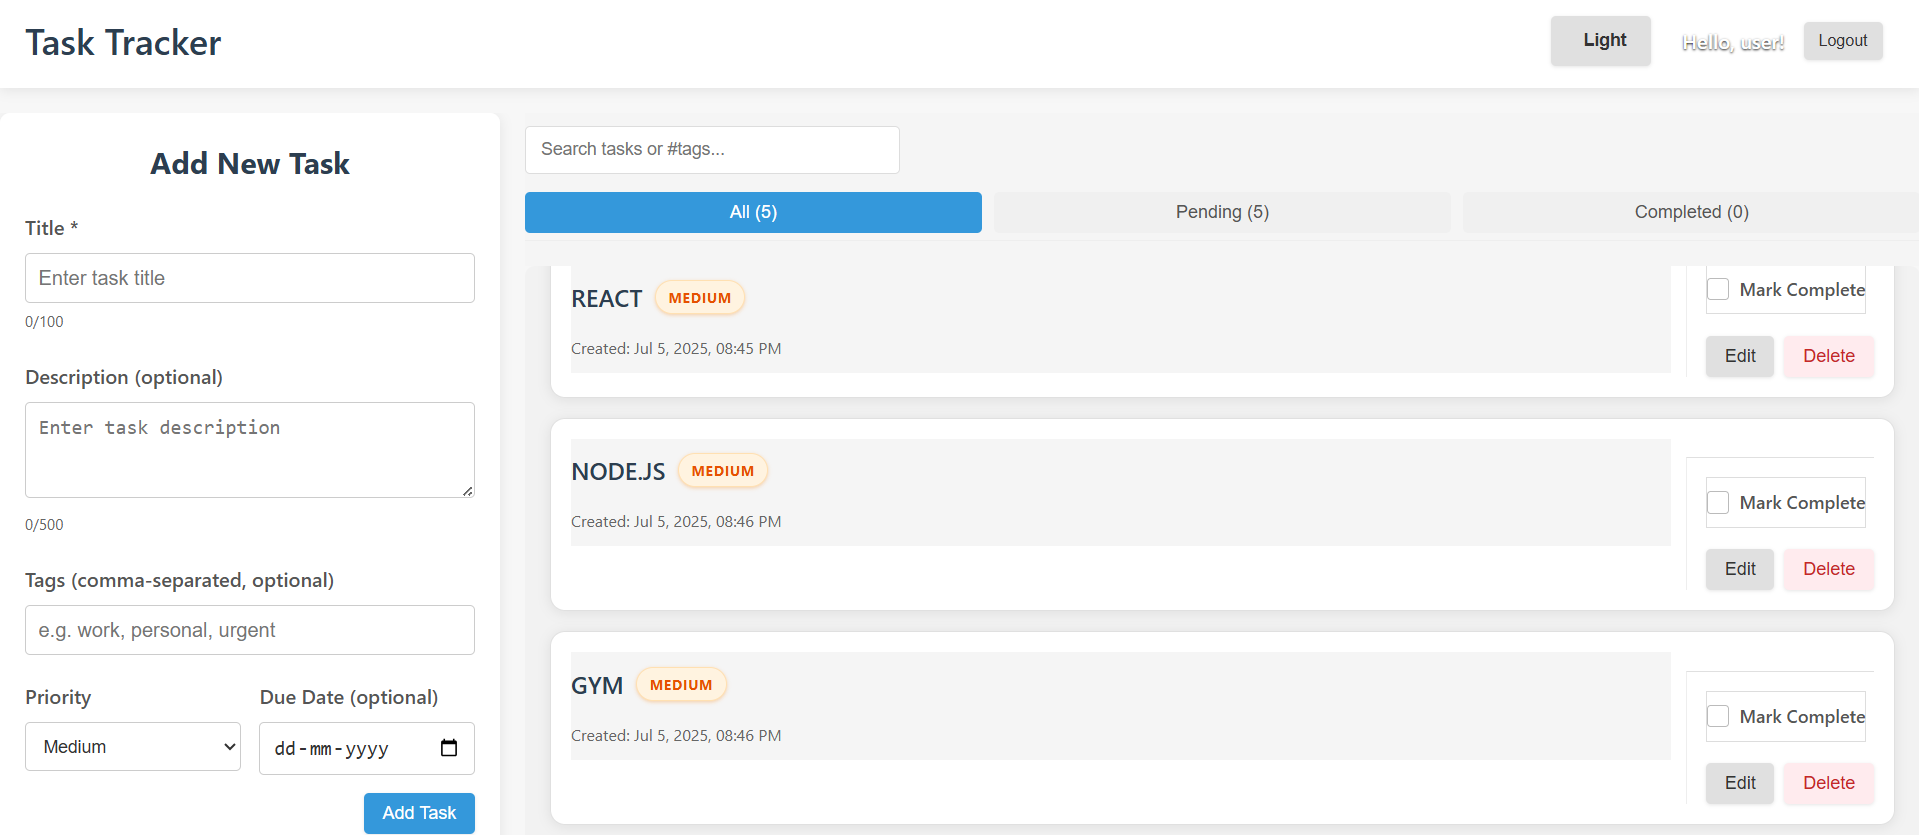 Task Tracker
Light
Hello, user!
Logout
Add New Task
Title *
Enter task title
0/100
Description (optional)
Enter task description
0/500
Tags (comma-separated, optional)
e.g. work, personal, urgent
Priority
Due Date (optional)
Medium
dd-mm-yyyy
Add Task
Search tasks or #tags...
All (5)
Pending (5)
Completed (0)
REACT
MEDIUM
Created: Jul 5, 2025, 08:45 PM
Mark Complete
Edit
Delete
NODE.JS
MEDIUM
Created: Jul 5, 2025, 08:46 PM
Mark Complete
Edit
Delete
GYM
MEDIUM
Created: Jul 5, 2025, 08:46 PM
Mark Complete
Edit
Delete